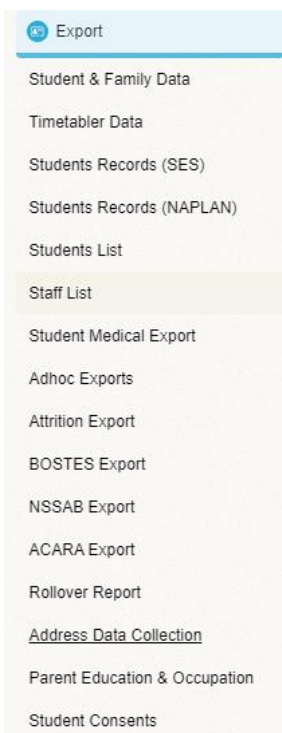 Export
Student & Family Data
Timetabler Data
Students Records (SES)
Students Records (NAPLAN)
Students List
Staff List
Student Medical Export
Adhoc Exports
Attrition Export
BOSTES Export
NSSAB Export
ACARA Export
Rollover Report
Address Data Collection
Parent Education & Occupation
Student Consents